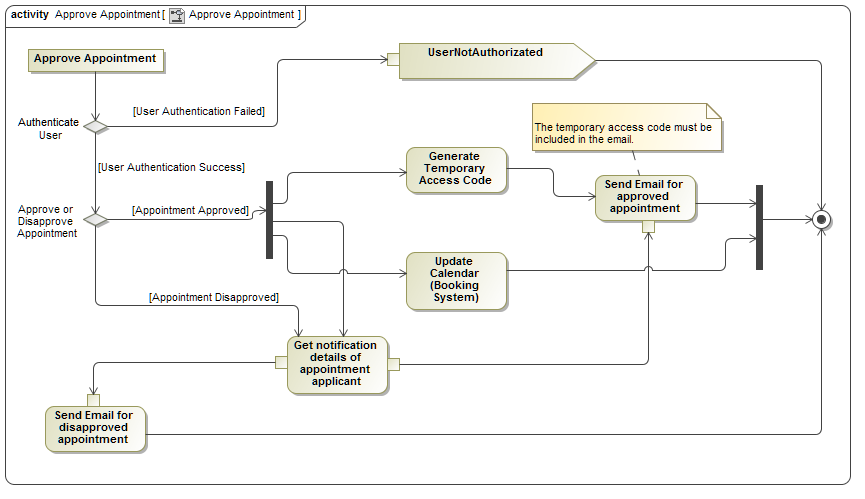 activity Approve Appointment [ Approve Appointment ]
Approve Appointment
UserNotAuthorizated
[User Authentication Failed]
Authenticate
User
The temporary access code must be
included in the email.
[User Authentication Success]
Generate
Temporary
Access Code
Send Email for
approved
appointment
Approve or
Disapprove
Appointment
[Appointment Approved]
Update
Calendar
(Booking
System)
[Appointment Disapproved]
Get notification
details of
appointment
applicant
Send Email for
disapproved
appointment